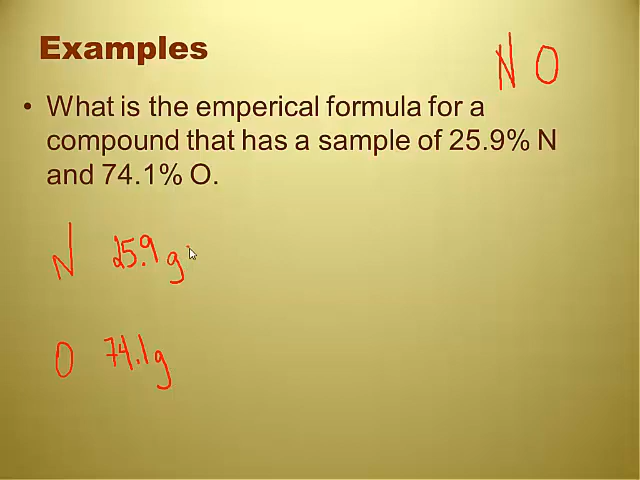 Examples
N O
• What is the emperical formula for a
compound that has a sample of 25.9% N
and 74.1% O.
N 25.9 g
O 74.1g